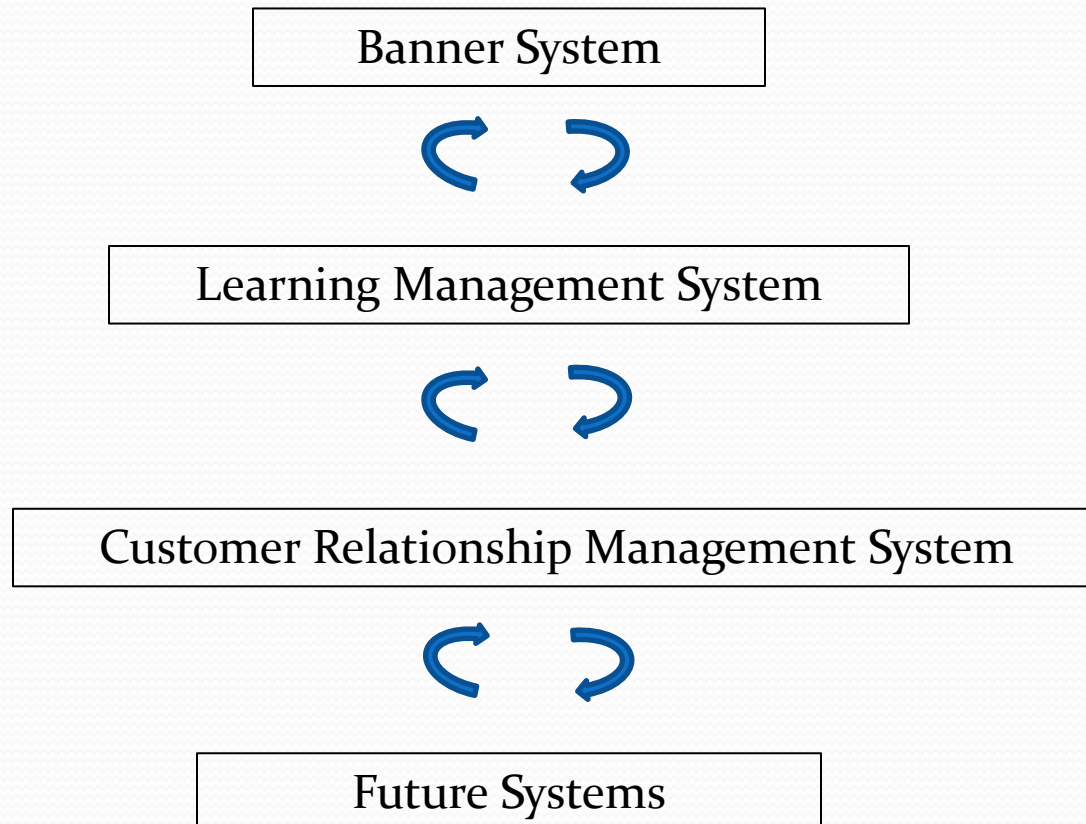 Banner System
Learning Management System
Customer Relationship Management System
Future Systems